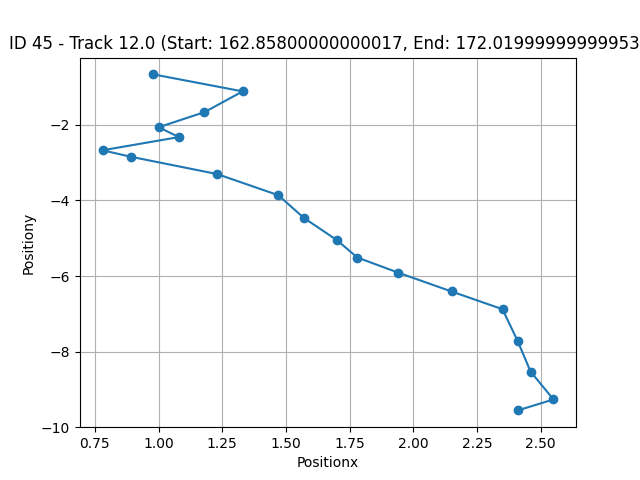 ID 45 - Track 12.0 (Start: 162.85800000000017, End: 172.01999999999953
Positiony
−2
−4
−6
−8
−10
0.75 1.00 1.25 1.50 1.75 2.00 2.25 2.50
Positionx